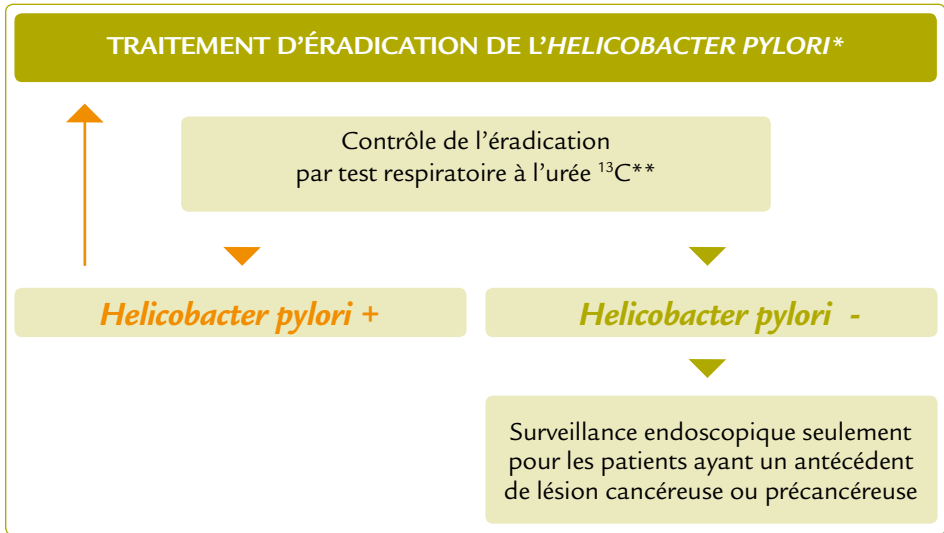 TRAITEMENT D’ÉRADICATION DE L’HELICOBACTER PYLORI*
Contrôle de l’éradication
par test respiratoire à l’urée ¹³C**
Helicobacter pylori +
Helicobacter pylori -
Surveillance endoscopique seulement
pour les patients ayant un antécédent
de lésion cancéreuse ou précancéreuse